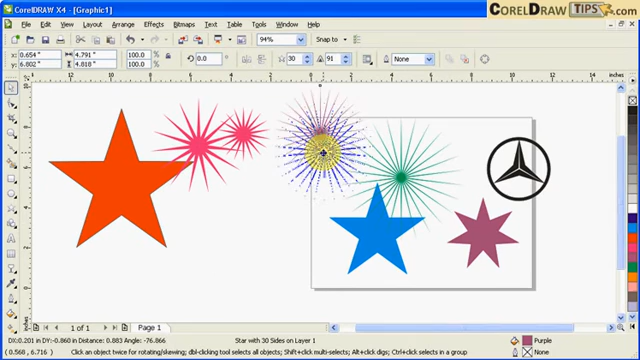 CorelDRAW X4 - [Graphic1]
CORELDRAW TIPS.com
File Edit View Layout Arrange Effects Bitmaps Text Table Tools Window Help
94% Snap to
x: 0.654 " 4.791 " 100.0 % 0.0 30 91 None
y: 6.802 " 4.818 " 100.0 %
1 of 1 Page 1
DX:0.201 in DY:-0.860 in Distance: 0.883 Angle: -76.866 Star with 30 Sides on Layer 1 Purple
( 0.568, 6.716 ) Click an object twice for rotating/skewing; dbl-clicking tool selects all objects; Shift+click multi-selects; Alt+click digs; Ctrl+click selects in a group None